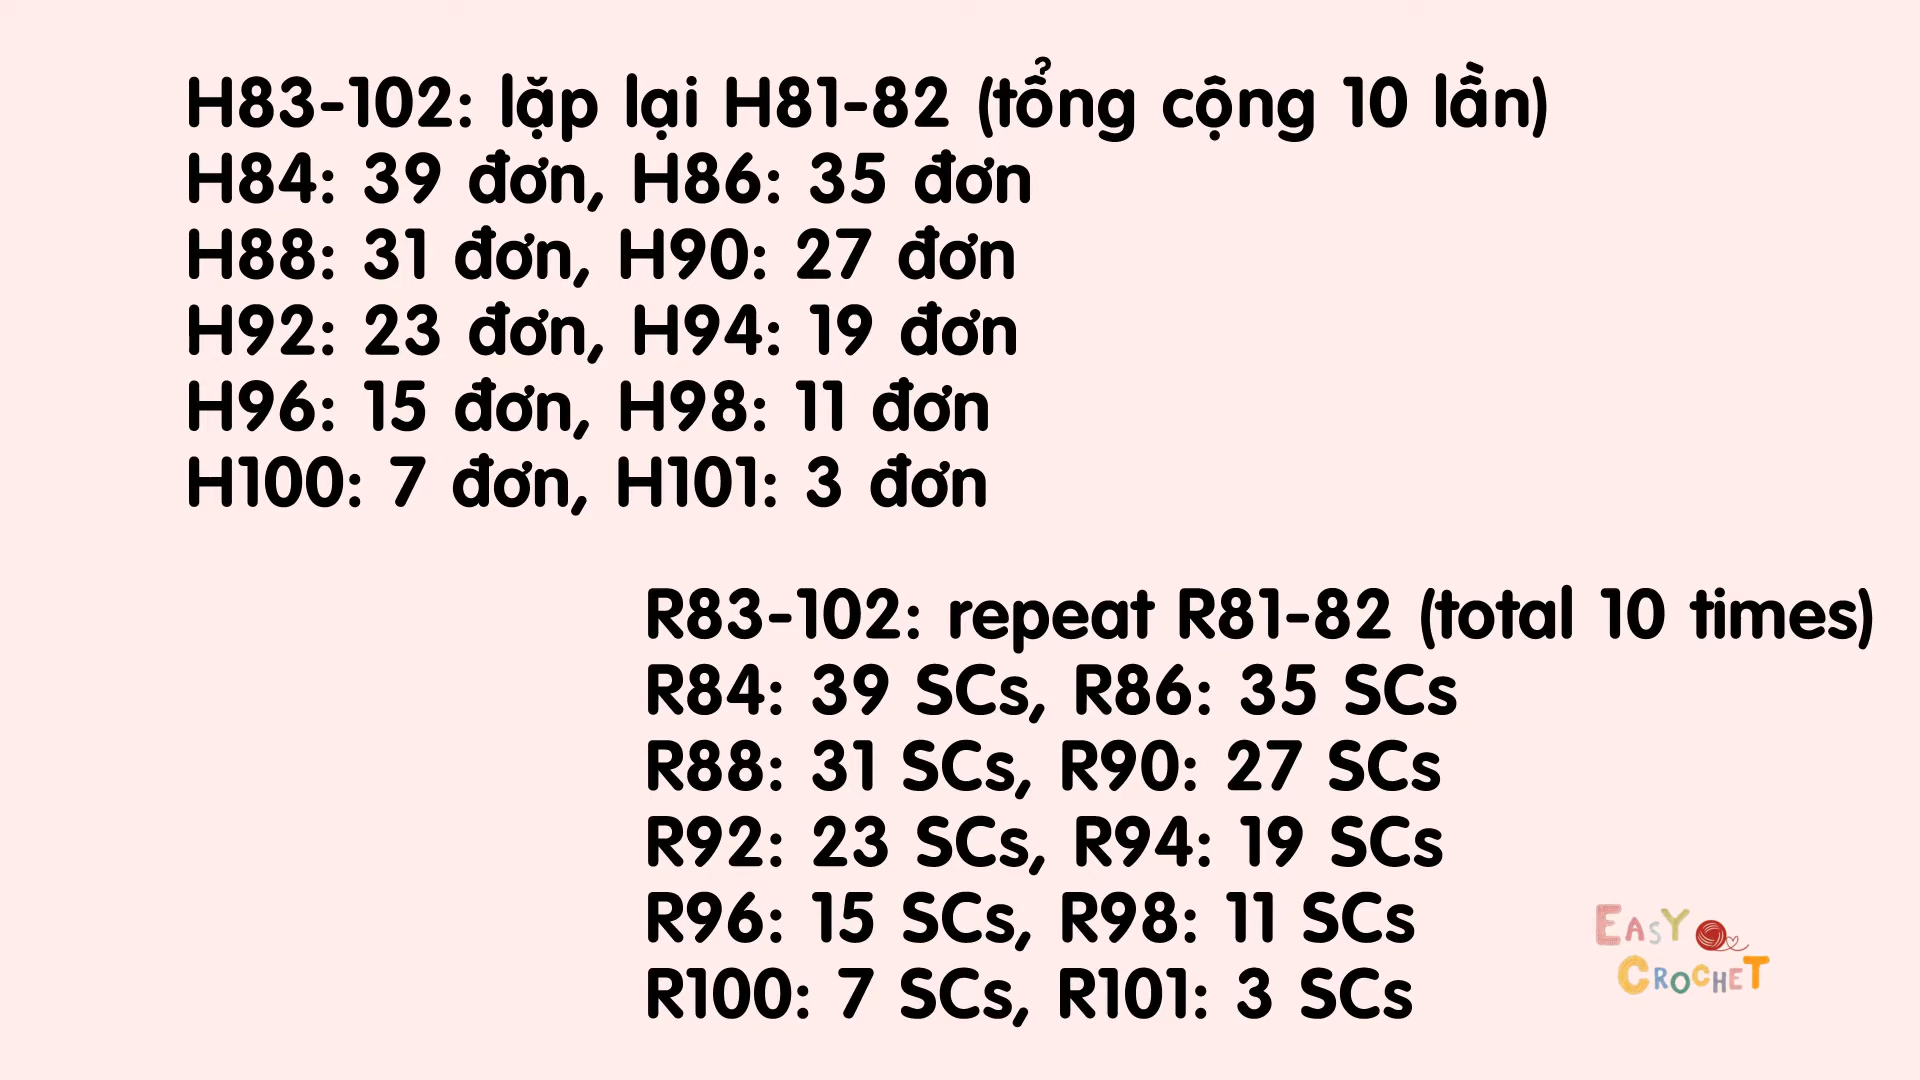 H83-102: lặp lại H81-82 (tổng cộng 10 lần)
H84: 39 đơn, H86: 35 đơn
H88: 31 đơn, H90: 27 đơn
H92: 23 đơn, H94: 19 đơn
H96: 15 đơn, H98: 11 đơn
H100: 7 đơn, H101: 3 đơn
R83-102: repeat R81-82 (total 10 times)
R84: 39 SCs, R86: 35 SCs
R88: 31 SCs, R90: 27 SCs
R92: 23 SCs, R94: 19 SCs
R96: 15 SCs, R98: 11 SCs
R100: 7 SCs, R101: 3 SCs
EASY
CROCHET